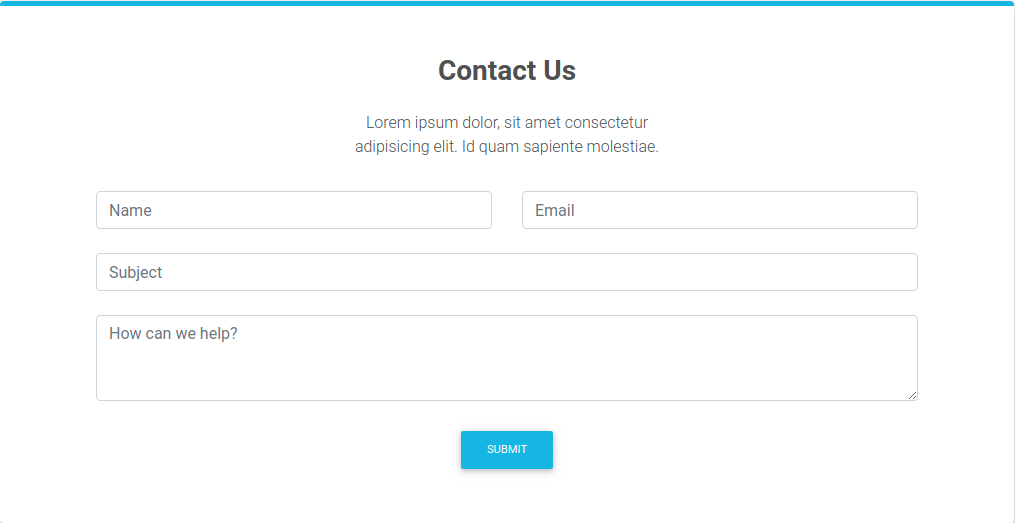 Contact Us
Lorem ipsum dolor, sit amet consectetur
adipisicing elit. Id quam sapiente molestiae.
Name
Email
Subject
How can we help?
SUBMIT